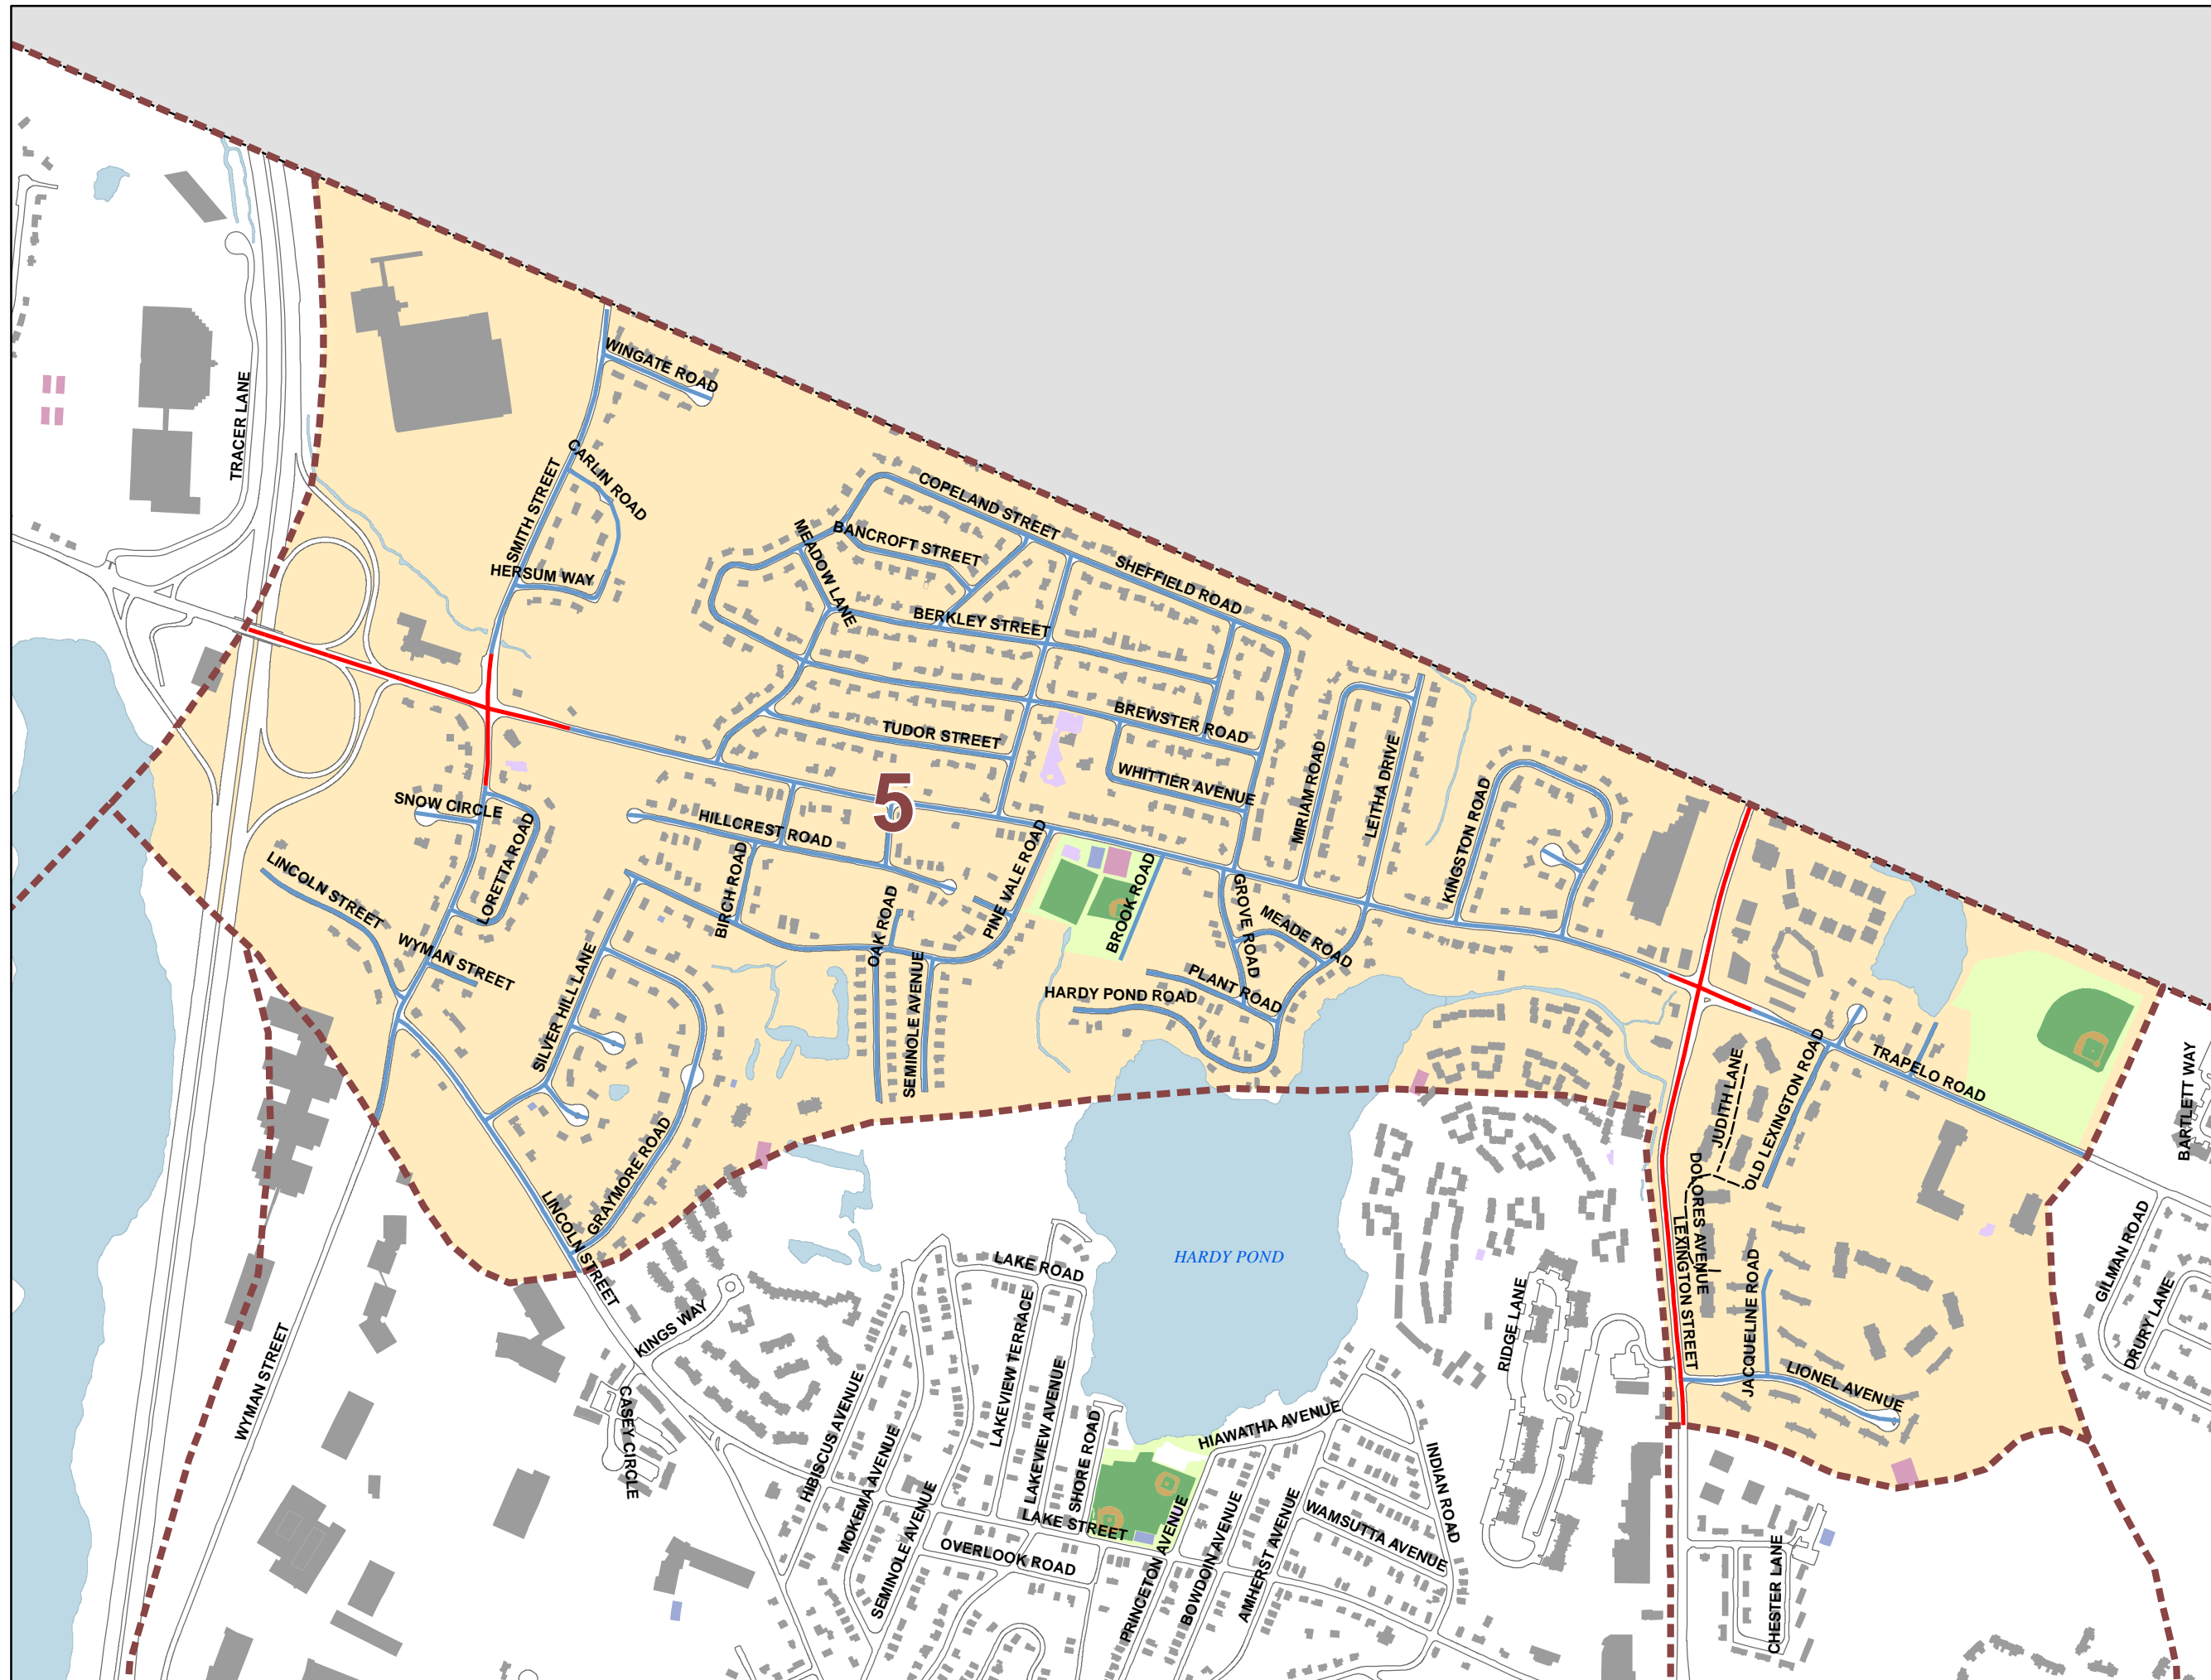 WINGATE ROAD
TRACER LANE
CARLIN ROAD
SMITH STREET
HERSUM WAY
COPELAND STREET
BANCROFT STREET
MEADOW LANE
SHEFFIELD ROAD
BERKLEY STREET
BREWSTER ROAD
TUDOR STREET
WHITTIER AVENUE
MIRIAM ROAD
LEITHA DRIVE
KINGSTON ROAD
5
SNOW CIRCLE
LORETTA ROAD
HILLCREST ROAD
BIRCH ROAD
PINE VALE ROAD
BROOK ROAD
LINCOLN STREET
WYMAN STREET
OAK ROAD
GROVE ROAD
MEADE ROAD
PLANT ROAD
HARDY POND ROAD
SILVER HILL LANE
SEMINOLE AVENUE
GRAYMORE ROAD
LINCOLN STREET
JUDITH LANE
OLD LEXINGTON ROAD
TRAPELO ROAD
BARTLETT WAY
DOLORES AVENUE
LEXINGTON STREET
JACQUELINE ROAD
LIONEL AVENUE
GILMAN ROAD
DRURY LANE
HARDY POND
LAKE ROAD
LAKEVIEW TERRACE
LAKEVIEW AVENUE
SHORE ROAD
KINGS WAY
CASEY CIRCLE
WYMAN STREET
HIBISCUS AVENUE
MOKEMA AVENUE
SEMINOLE AVENUE
HIAWATHA AVENUE
INDIAN ROAD
RIDGE LANE
LAKE STREET
OVERLOOK ROAD
PRINCETON AVENUE
BOWDOIN AVENUE
AMHERST AVENUE
WAMSUTTA AVENUE
CHESTER LANE